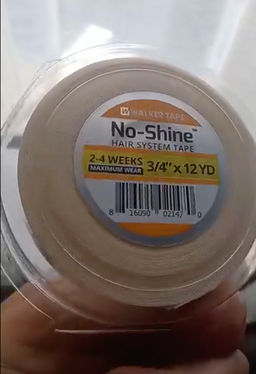 WALKER TAPE
No-Shine™
HAIR SYSTEM TAPE
2-4 WEEKS
MAXIMUM WEAR
3/4" x 12 YD
8 16090 02147 0